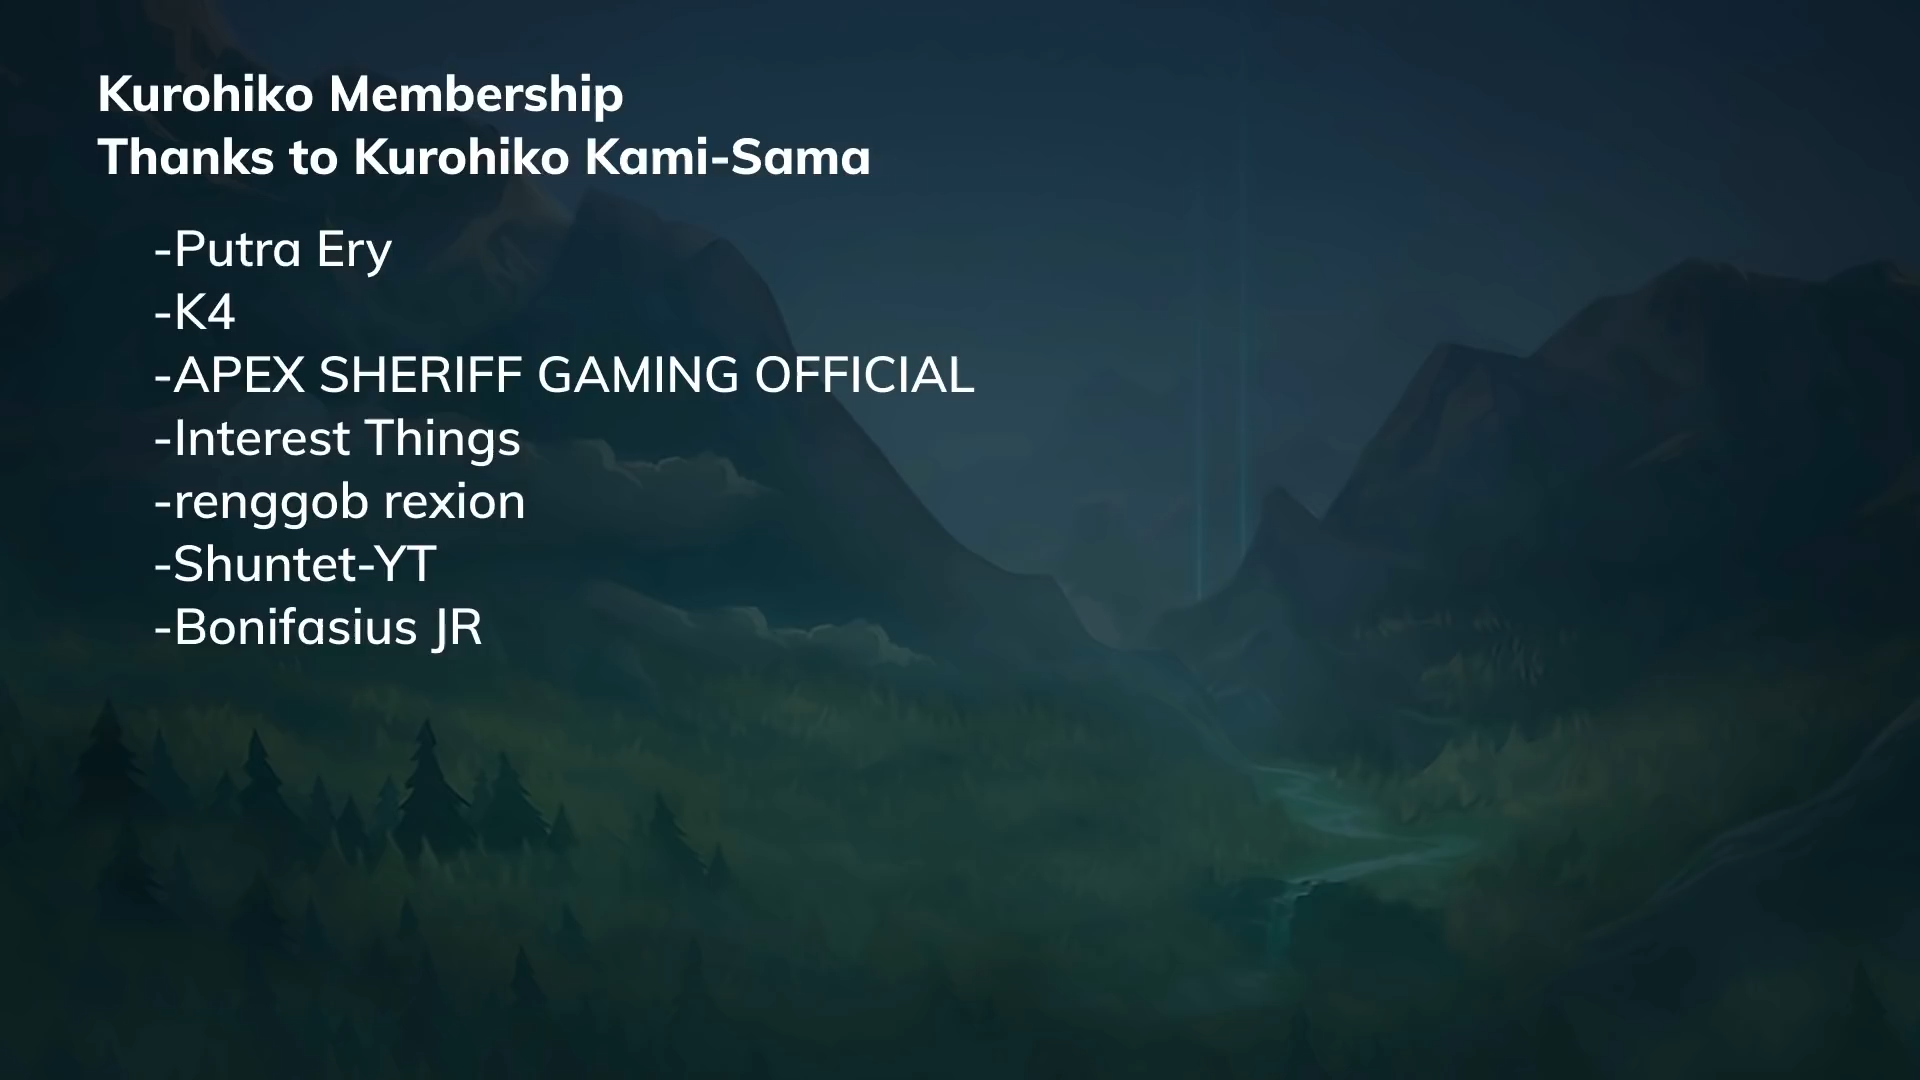 Kurohiko Membership
Thanks to Kurohiko Kami-Sama
-Putra Ery
-K4
-APEX SHERIFF GAMING OFFICIAL
-Interest Things
-renggob rexion
-Shuntet-YT
-Bonifasius JR